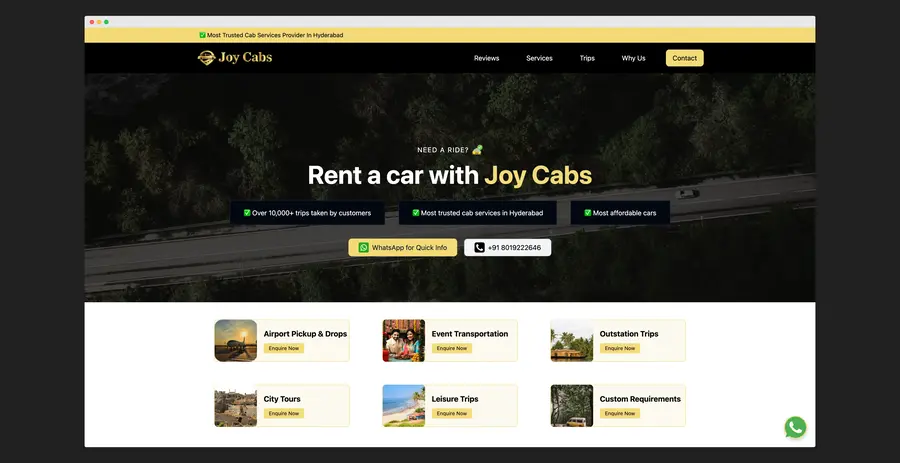 ✅ Most Trusted Cab Services Provider In Hyderabad
Joy Cabs
Reviews
Services
Trips
Why Us
Contact
NEED A RIDE?
Rent a car with Joy Cabs
✅ Over 10,000+ trips taken by customers
✅ Most trusted cab services in Hyderabad
✅ Most affordable cars
WhatsApp for Quick Info
+91 8019222646
Airport Pickup & Drops
Enquire Now
Event Transportation
Enquire Now
Outstation Trips
Enquire Now
City Tours
Enquire Now
Leisure Trips
Enquire Now
Custom Requirements
Enquire Now